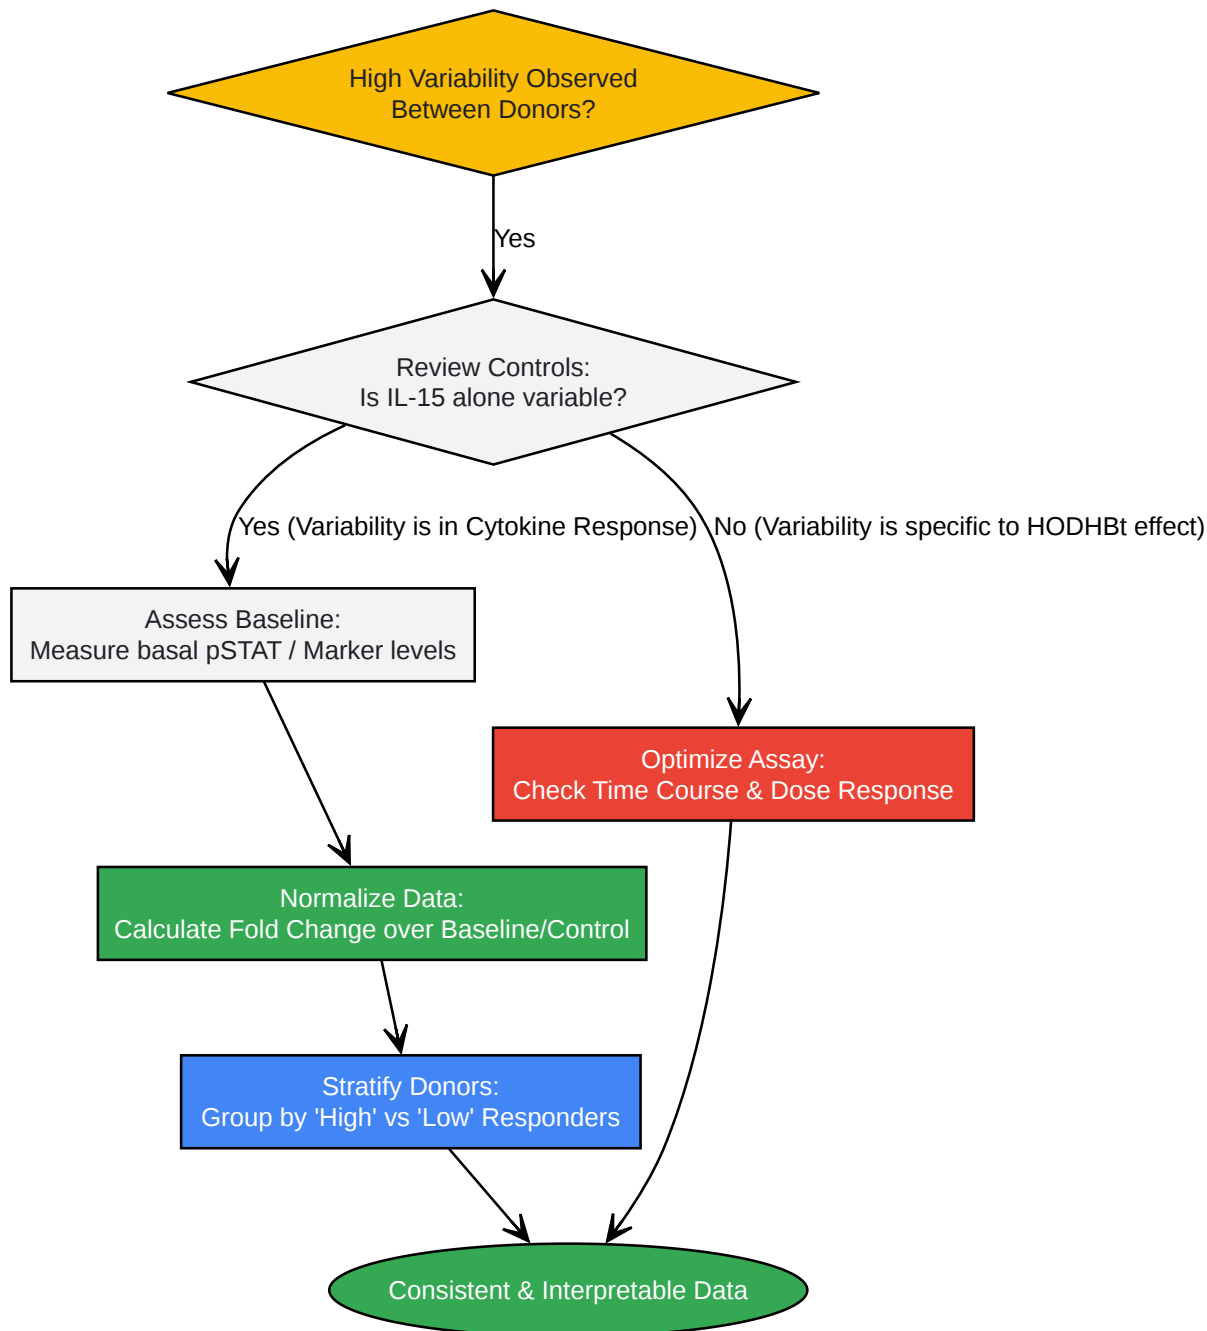 High Variability Observed
Between Donors?
Yes
Review Controls:
Is IL-15 alone variable?
Yes (Variability is in Cytokine Response)
No (Variability is specific to HODHBt effect)
Assess Baseline:
Measure basal pSTAT / Marker levels
Optimize Assay:
Check Time Course & Dose Response
Normalize Data:
Calculate Fold Change over Baseline/Control
Stratify Donors:
Group by 'High' vs 'Low' Responders
Consistent & Interpretable Data